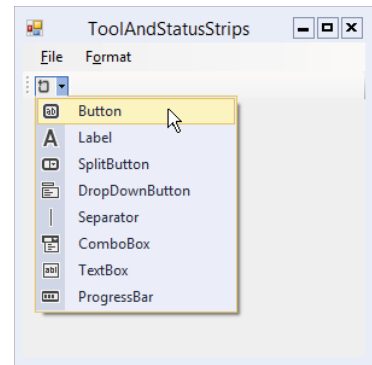 ToolAndStatusStrips
File Format
Button
Label
SplitButton
DropDownButton
Separator
ComboBox
TextBox
ProgressBar